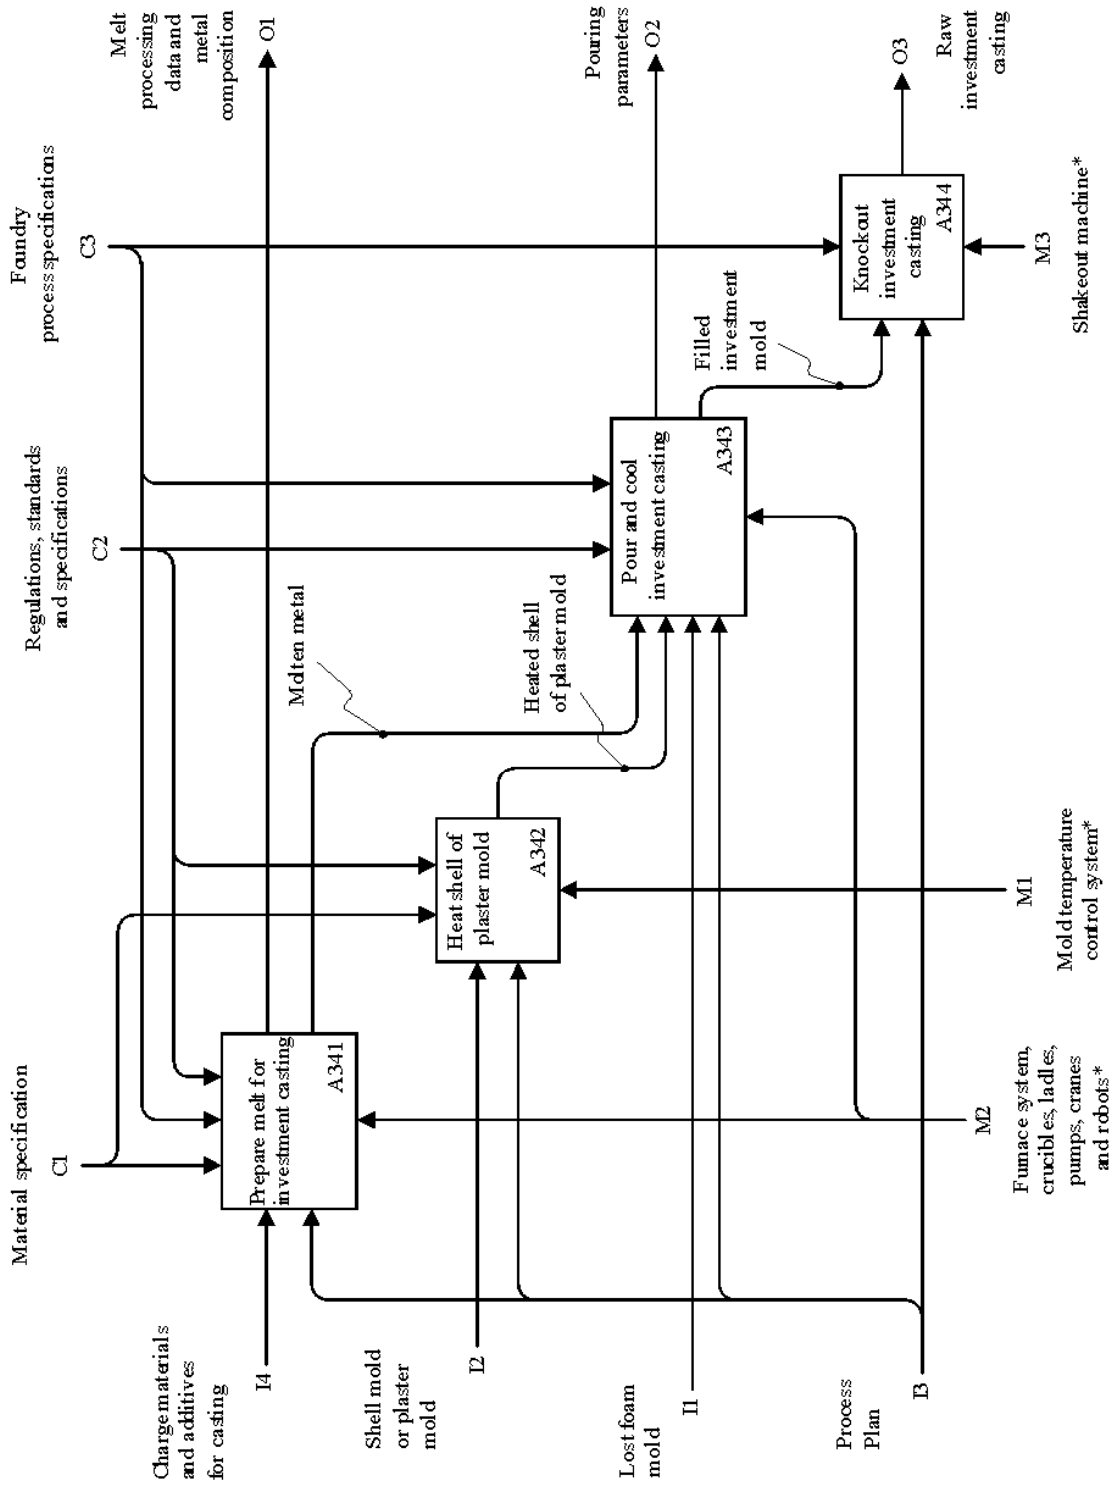 Material specification
C1
Regulations, standards
and specifications
C2
Foundry
process specifications
C3
Melt
processing
data and
metal
composition
O1
Charge materials
and additives
for casting
I4
Prepare melt for
investment casting
A341
Molten metal
Shell mold
or plaster
mold
I2
Heat shell of
plaster mold
A342
Heated shell
of plaster mold
Pouring
parameters
O2
Lost foam
mold
I1
Pour and cool
investment casting
A343
Filled
investment
mold
Process
Plan
I3
Knockout
investment
casting
A344
O3
Raw
investment
casting
M2
Furnace system,
crucibles, ladles,
pumps, cranes
and robots*
M1
Mold temperature
control system*
M3
Shakeout machine*